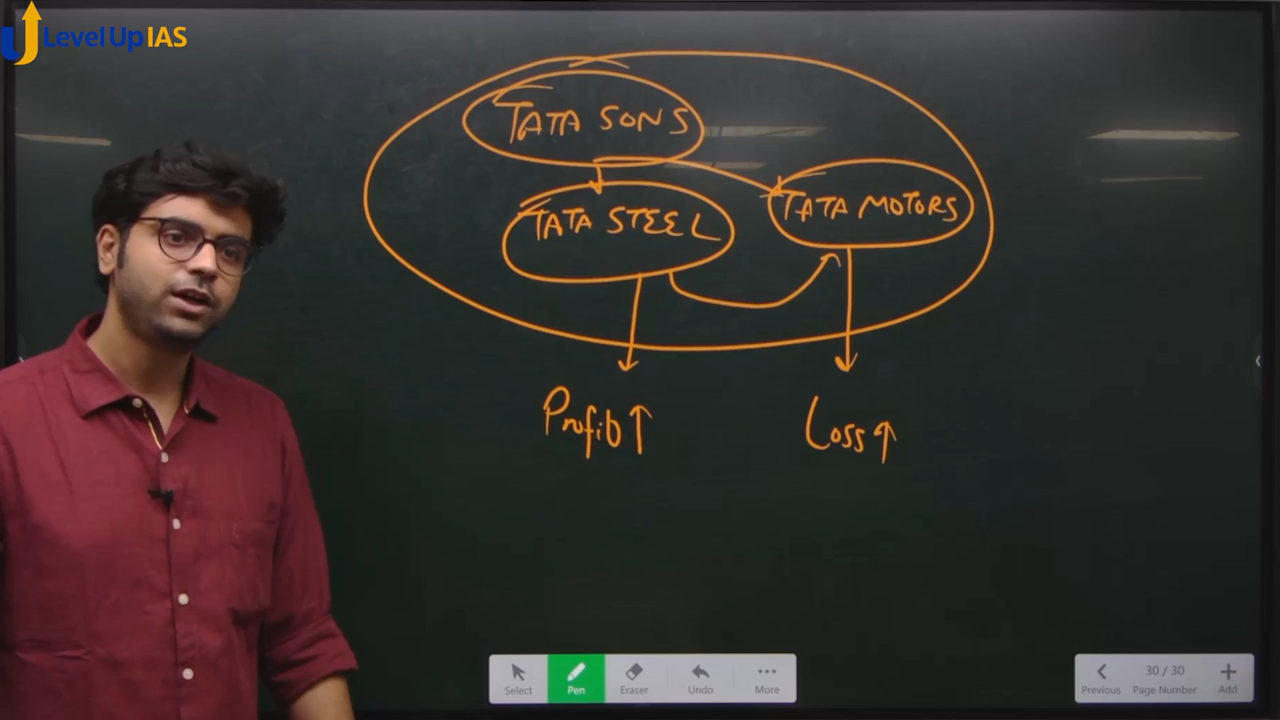 Level Up IAS
TATA SONS
TATA STEEL
TATA MOTORS
Profit ↑
Loss ↑
Select
Pen
Eraser
Undo
More
30 / 30
Previous
Page Number
Add